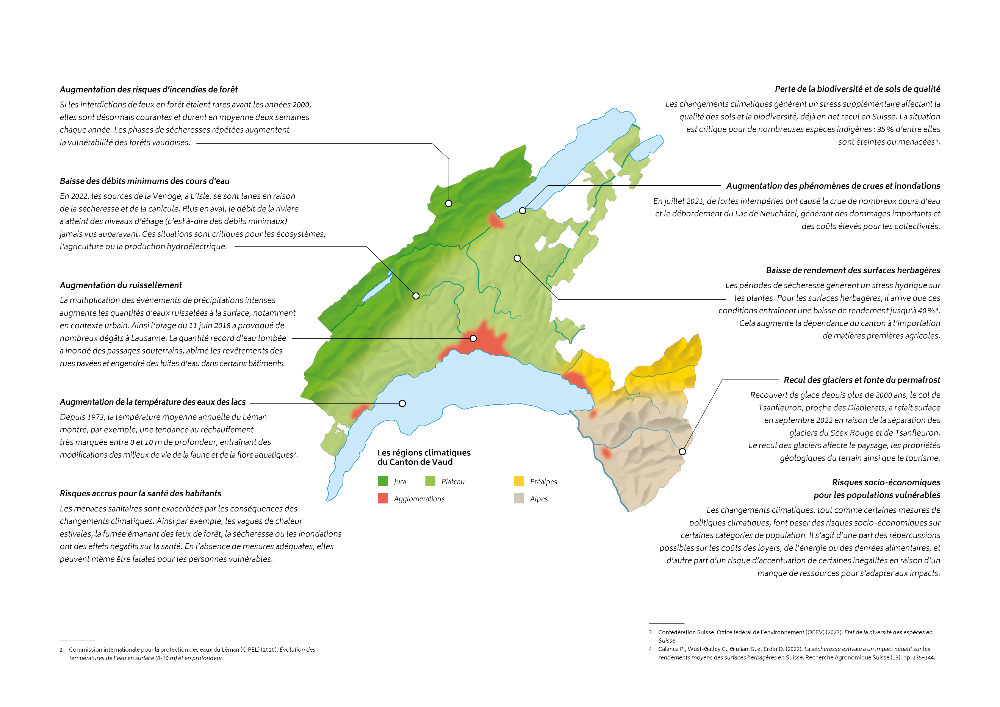 Augmentation des risques d’incendies de forêt
Si les interdictions de feux en forêt étaient rares avant les années 2000,
elles sont désormais courantes et durent en moyenne deux semaines
chaque année. Les phases de sécheresses répétées augmentent
la vulnérabilité des forêts vaudoises.
Baisse des débits minimums des cours d’eau
En 2022, les sources de la Venoge, à L’Isle, se sont taries en raison
de la sécheresse et de la canicule. Plus en aval, le débit de la rivière
a atteint des niveaux d’étiage (c’est à-dire des débits minimaux)
jamais vus auparavant. Ces situations sont critiques pour les écosystèmes,
l’agriculture ou la production hydroélectrique.
Augmentation du ruissellement
La multiplication des évènements de précipitations intenses
augmente les quantités d’eaux ruisselées à la surface, notamment
en contexte urbain. Ainsi l’orage du 11 juin 2018 a provoqué de
nombreux dégâts à Lausanne. La quantité record d’eau tombée
a inondé des passages souterrains, abimé les revêtements des
rues pavées et engendré des fuites d’eau dans certains bâtiments.
Augmentation de la température des eaux des lacs
Depuis 1973, la température moyenne annuelle du Léman
montre, par exemple, une tendance au réchauffement
très marquée entre 0 et 10 m de profondeur, entraînant des
modifications des milieux de vie de la faune et de la flore aquatiques².
Risques accrus pour la santé des habitants
Les menaces sanitaires sont exacerbées par les conséquences des
changements climatiques. Ainsi par exemple, les vagues de chaleur
estivales, la fumée émanant des feux de forêt, la sécheresse ou les inondations
ont des effets négatifs sur la santé. En l’absence de mesures adéquates, elles
peuvent même être fatales pour les personnes vulnérables.
2 Commission internationale pour la protection des eaux du Léman (CIPEL) (2020). Évolution des
températures de l’eau en surface (0-10 m) et en profondeur.
Les régions climatiques
du Canton de Vaud
Jura
Plateau
Préalpes
Agglomérations
Alpes
Perte de la biodiversité et de sols de qualité
Les changements climatiques génèrent un stress supplémentaire affectant la
qualité des sols et la biodiversité, déjà en net recul en Suisse. La situation
est critique pour de nombreuses espèces indigènes : 35 % d’entre elles
sont éteintes ou menacées³.
Augmentation des phénomènes de crues et inondations
En juillet 2021, de fortes intempéries ont causé la crue de nombreux cours d’eau
et le débordement du Lac de Neuchâtel, générant des dommages importants et
des coûts élevés pour les collectivités.
Baisse de rendement des surfaces herbagères
Les périodes de sécheresse génèrent un stress hydrique sur
les plantes. Pour les surfaces herbagères, il arrive que ces
conditions entraînent une baisse de rendement jusqu’à 40 %⁴.
Cela augmente la dépendance du canton à l’importation
de matières premières agricoles.
Recul des glaciers et fonte du permafrost
Recouvert de glace depuis plus de 2000 ans, le col de
Tsanfleuron, proche des Diablerets, a refait surface
en septembre 2022 en raison de la séparation des
glaciers du Scex Rouge et de Tsanfleuron.
Le recul des glaciers affecte le paysage, les propriétés
géologiques du terrain ainsi que le tourisme.
Risques socio-économiques
pour les populations vulnérables
Les changements climatiques, tout comme certaines mesures de
politiques climatiques, font peser des risques socio-économiques sur
certaines catégories de population. Il s’agit d’une part des répercussions
possibles sur les coûts des loyers, de l’énergie ou des denrées alimentaires, et
d’autre part d’un risque d’accentuation de certaines inégalités en raison d’un
manque de ressources pour s’adapter aux impacts.
3 Confédération Suisse, Office fédéral de l’environnement (OFEV) (2023). État de la diversité des espèces en
Suisse.
4 Calanca P., Wüst-Galley C., Giuliani S. et Erdin D. (2022). La sécheresse estivale a un impact négatif sur les
rendements moyens des surfaces herbagères en Suisse. Recherche Agronomique Suisse (13), pp. 135–144.